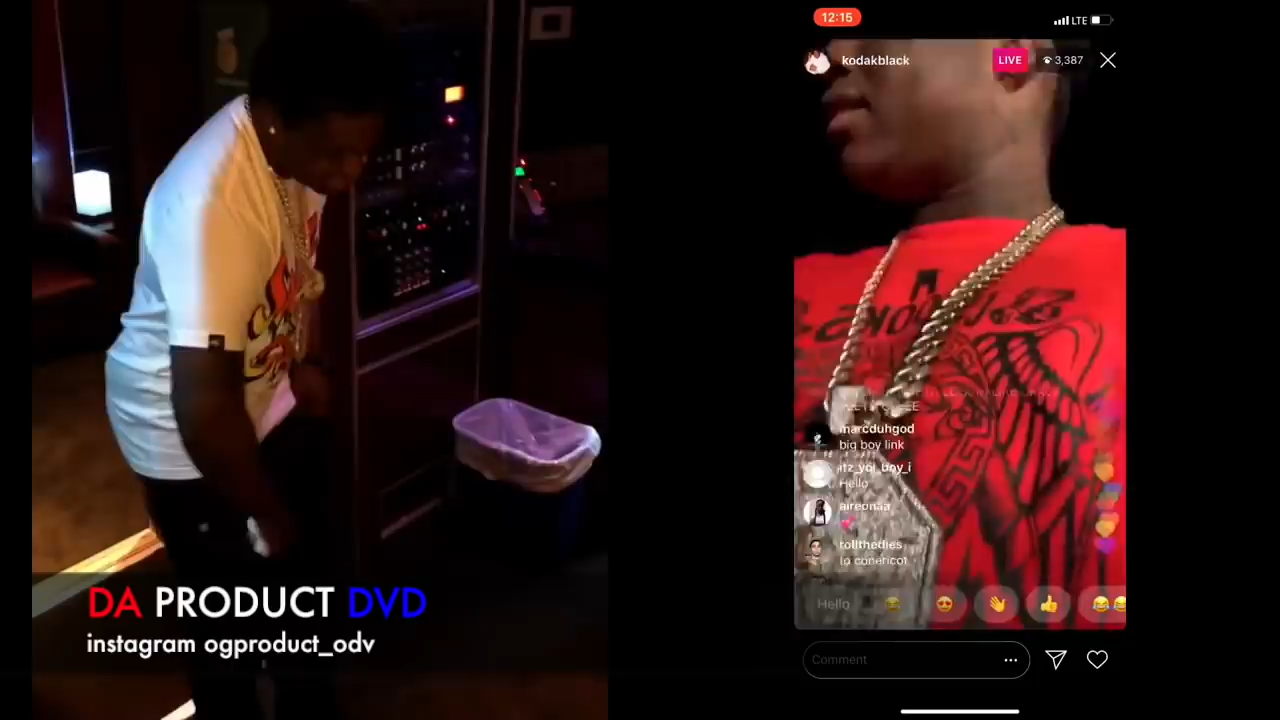 DA PRODUCT DVD
instagram ogproduct_odv
12:15
LTE
kodakblack
LIVE
3,387
marcduhgod
big boy link
itz_yoi_boy_i
Hello
aireonaa
rollthedies
Hello
Comment